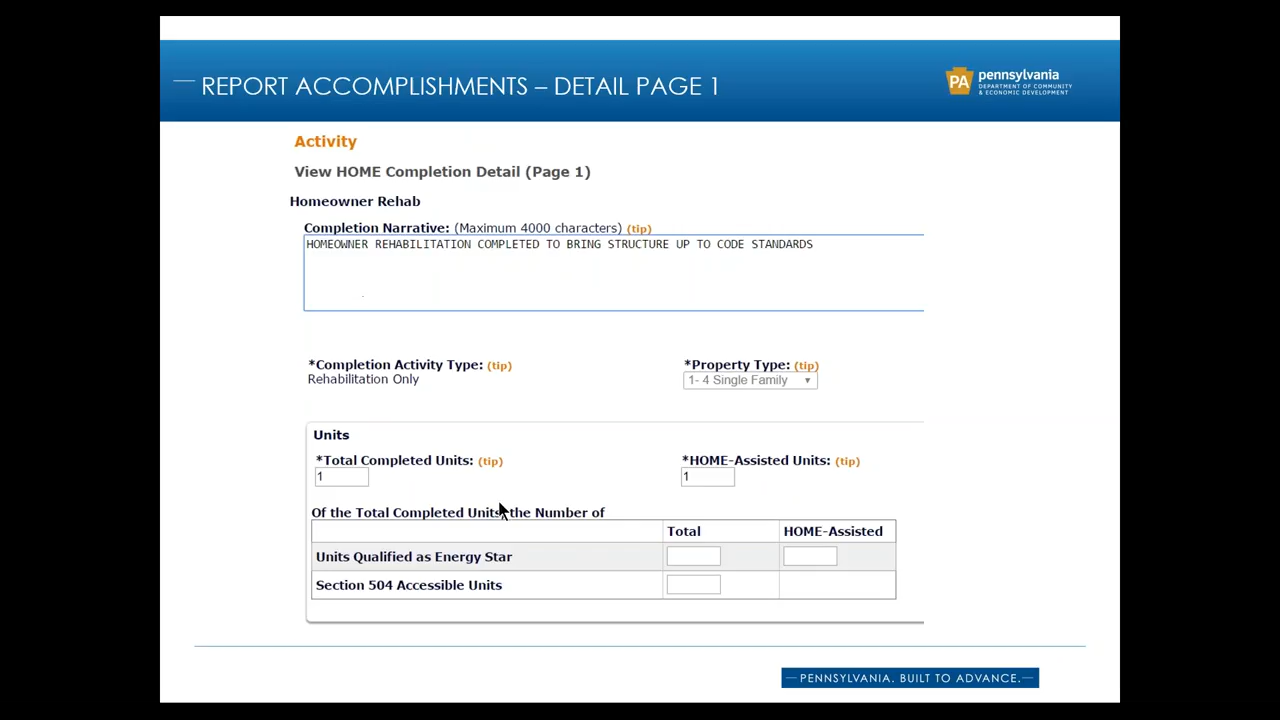 REPORT ACCOMPLISHMENTS – DETAIL PAGE 1
PA
pennsylvania
DEPARTMENT OF COMMUNITY
& ECONOMIC DEVELOPMENT
Activity
View HOME Completion Detail (Page 1)
Homeowner Rehab
Completion Narrative: (Maximum 4000 characters) (tip)
HOMEOWNER REHABILITATION COMPLETED TO BRING STRUCTURE UP TO CODE STANDARDS
*Completion Activity Type: (tip) *Property Type: (tip)
Rehabilitation Only 1- 4 Single Family
Units
*Total Completed Units: (tip) *HOME-Assisted Units: (tip)
1 1
Of the Total Completed Units, the Number of
Total HOME-Assisted
Units Qualified as Energy Star
Section 504 Accessible Units
PENNSYLVANIA. BUILT TO ADVANCE.